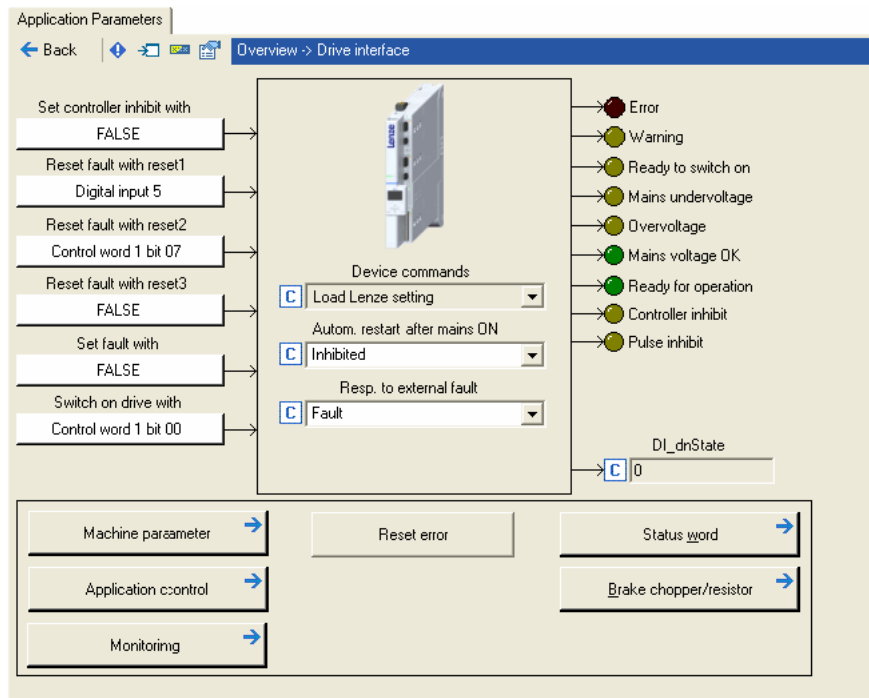 Application Parameters
Back
Overview -> Drive interface
Set controller inhibit with
FALSE
Reset fault with reset1
Digital input 5
Reset fault with reset2
Control word 1 bit 07
Reset fault with reset3
FALSE
Set fault with
FALSE
Switch on drive with
Control word 1 bit 00
Lenze
Device commands
C Load Lenze setting
Autom. restart after mains ON
C Inhibited
Resp. to external fault
C Fault
Error
Warning
Ready to switch on
Mains undervoltage
Overvoltage
Mains voltage OK
Ready for operation
Controller inhibit
Pulse inhibit
DI_dnState
C 0
Machine paraameter
Reset error
Status word
Application ccontrol
Brake chopper/resistor
Monitorimg